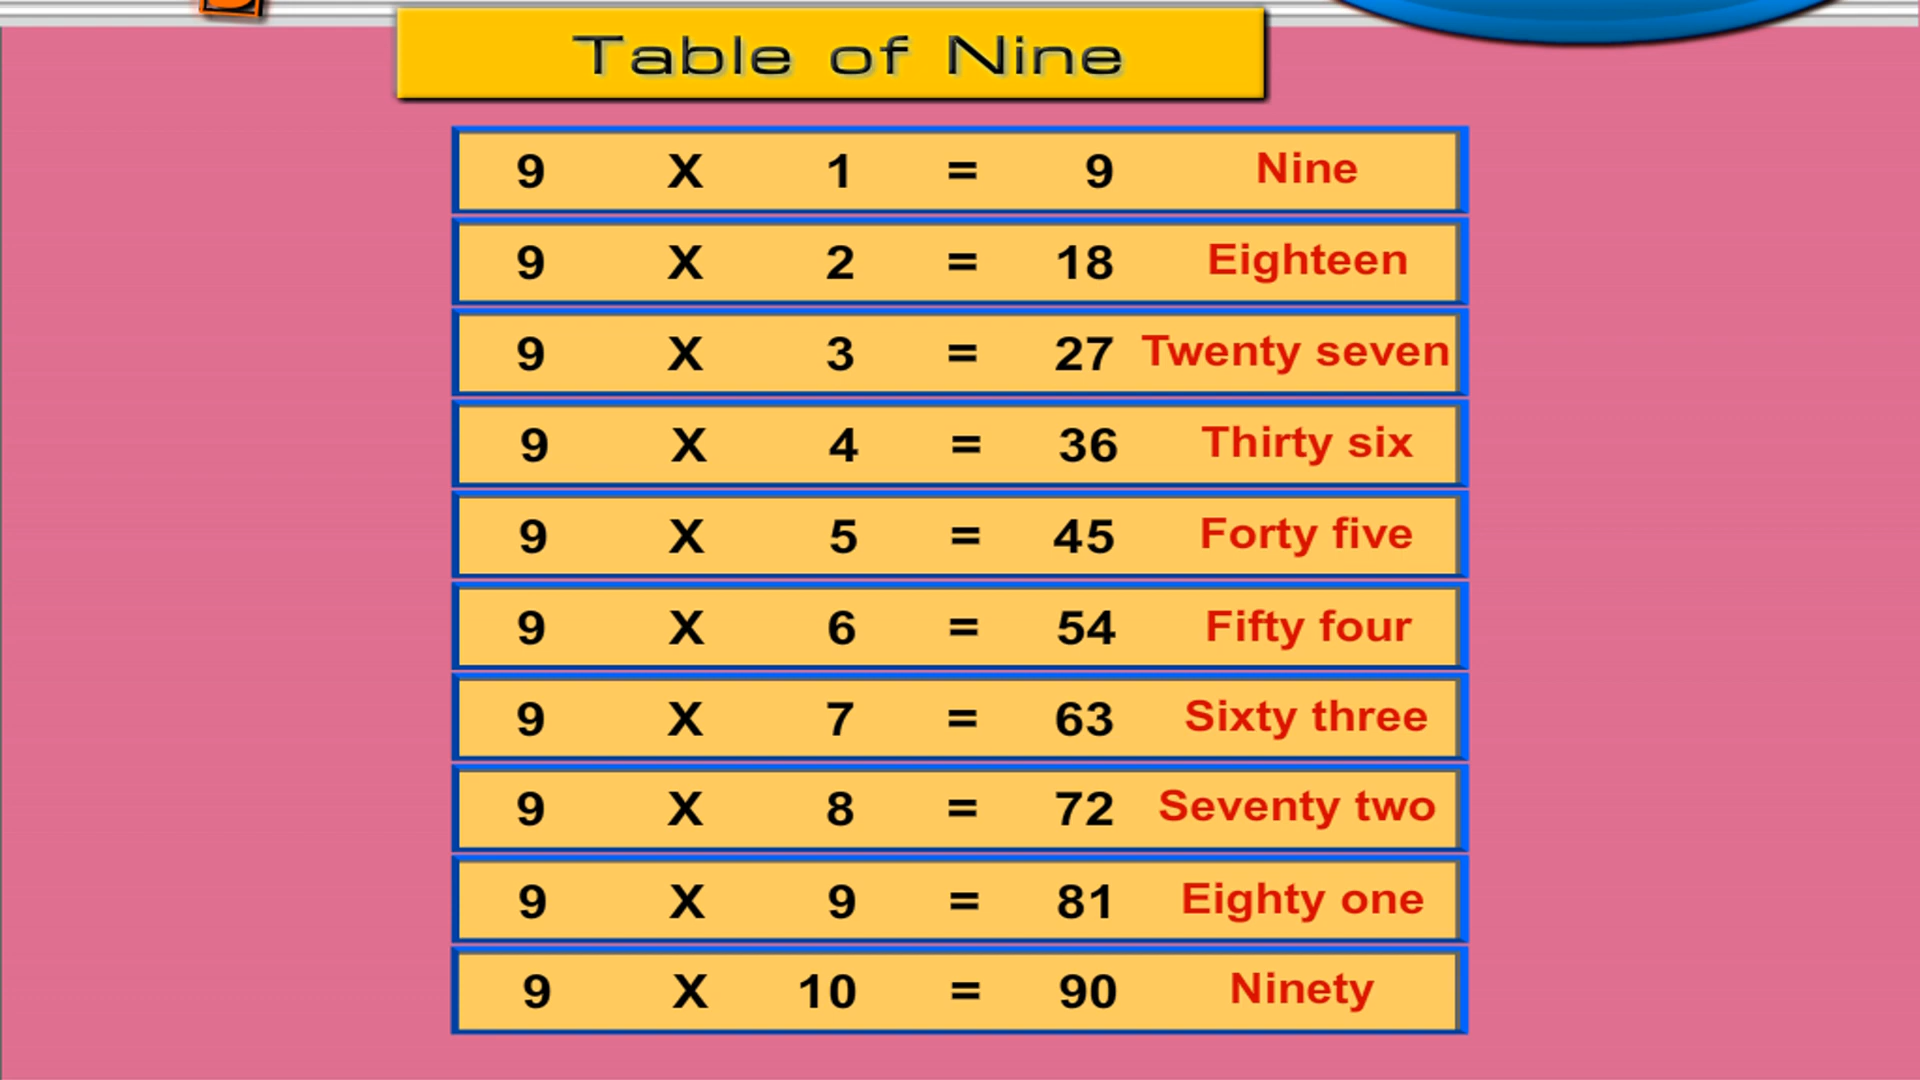 Table of Nine
9 X 1 = 9 Nine
9 X 2 = 18 Eighteen
9 X 3 = 27 Twenty seven
9 X 4 = 36 Thirty six
9 X 5 = 45 Forty five
9 X 6 = 54 Fifty four
9 X 7 = 63 Sixty three
9 X 8 = 72 Seventy two
9 X 9 = 81 Eighty one
9 X 10 = 90 Ninety